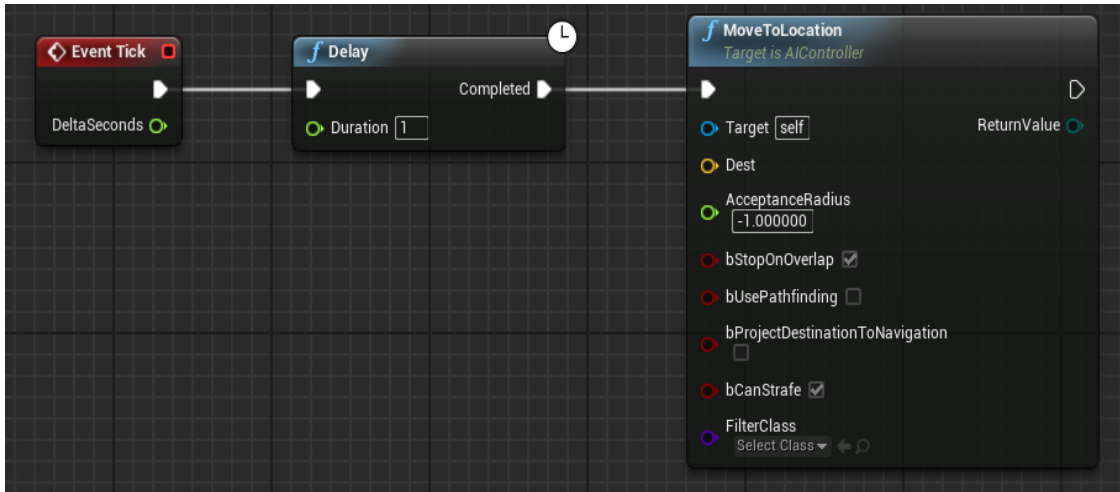 Event Tick
DeltaSeconds
f Delay
Completed
Duration 1
f MoveToLocation
Target is AIController
Target self
ReturnValue
Dest
AcceptanceRadius
-1.000000
bStopOnOverlap
bUsePathfinding
bProjectDestinationToNavigation
bCanStrafe
FilterClass
Select Class